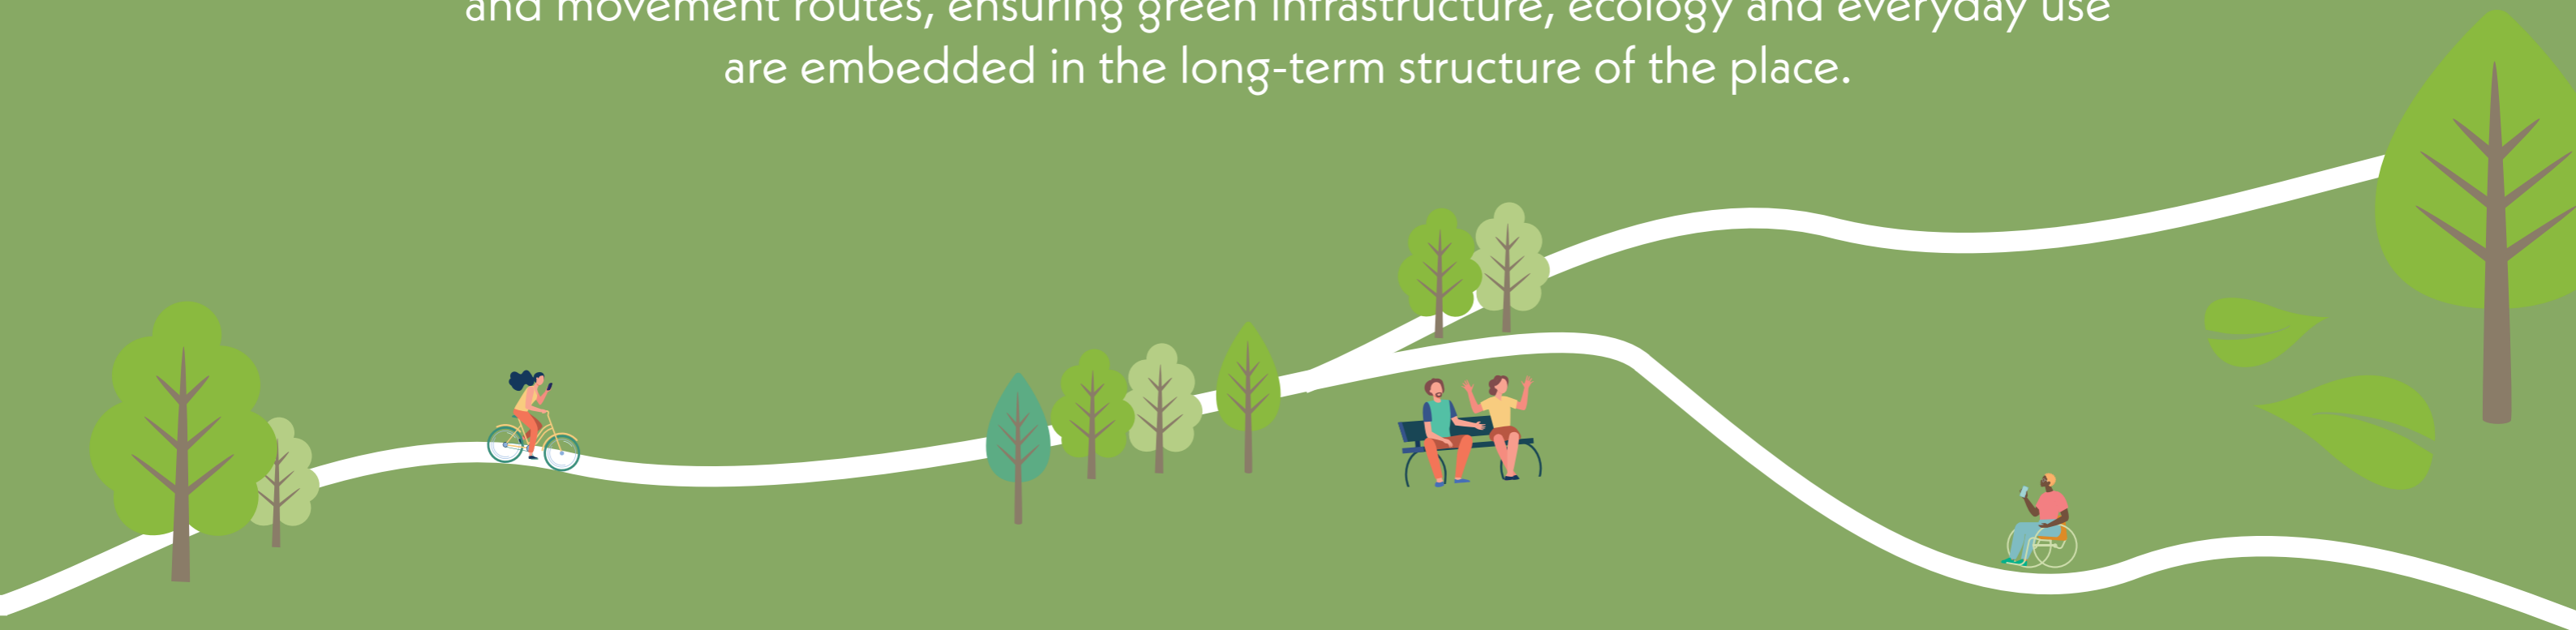 and movement routes, ensuring green infrastructure, ecology and everyday use
are embedded in the long-term structure of the place.